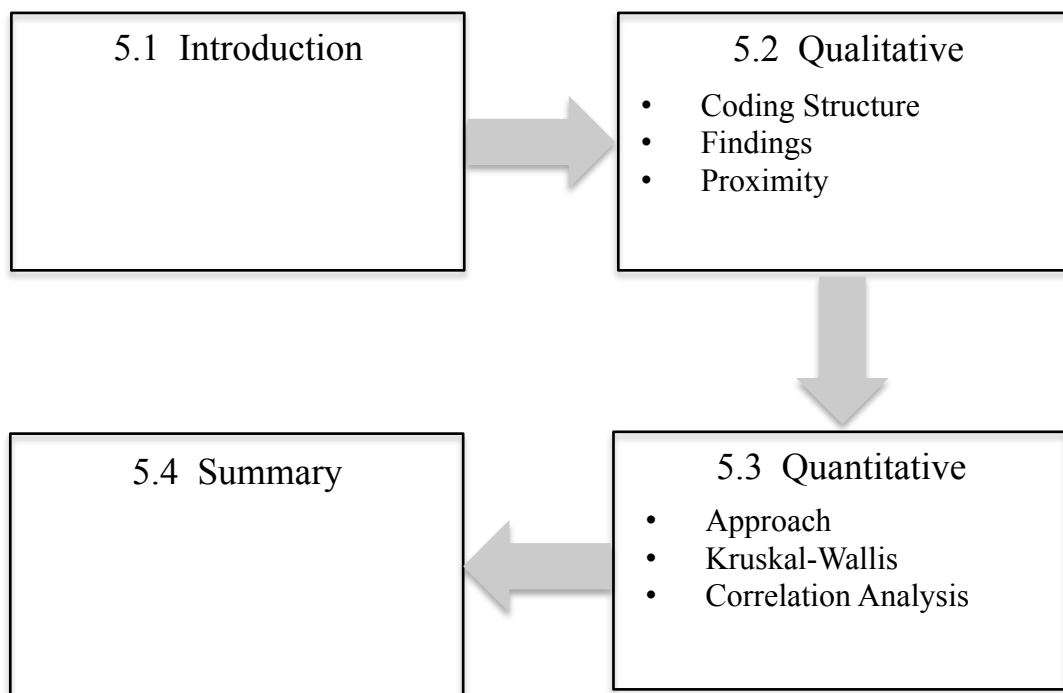 5.1 Introduction
5.2 Qualitative
• Coding Structure
• Findings
• Proximity
5.3 Quantitative
• Approach
• Kruskal-Wallis
• Correlation Analysis
5.4 Summary